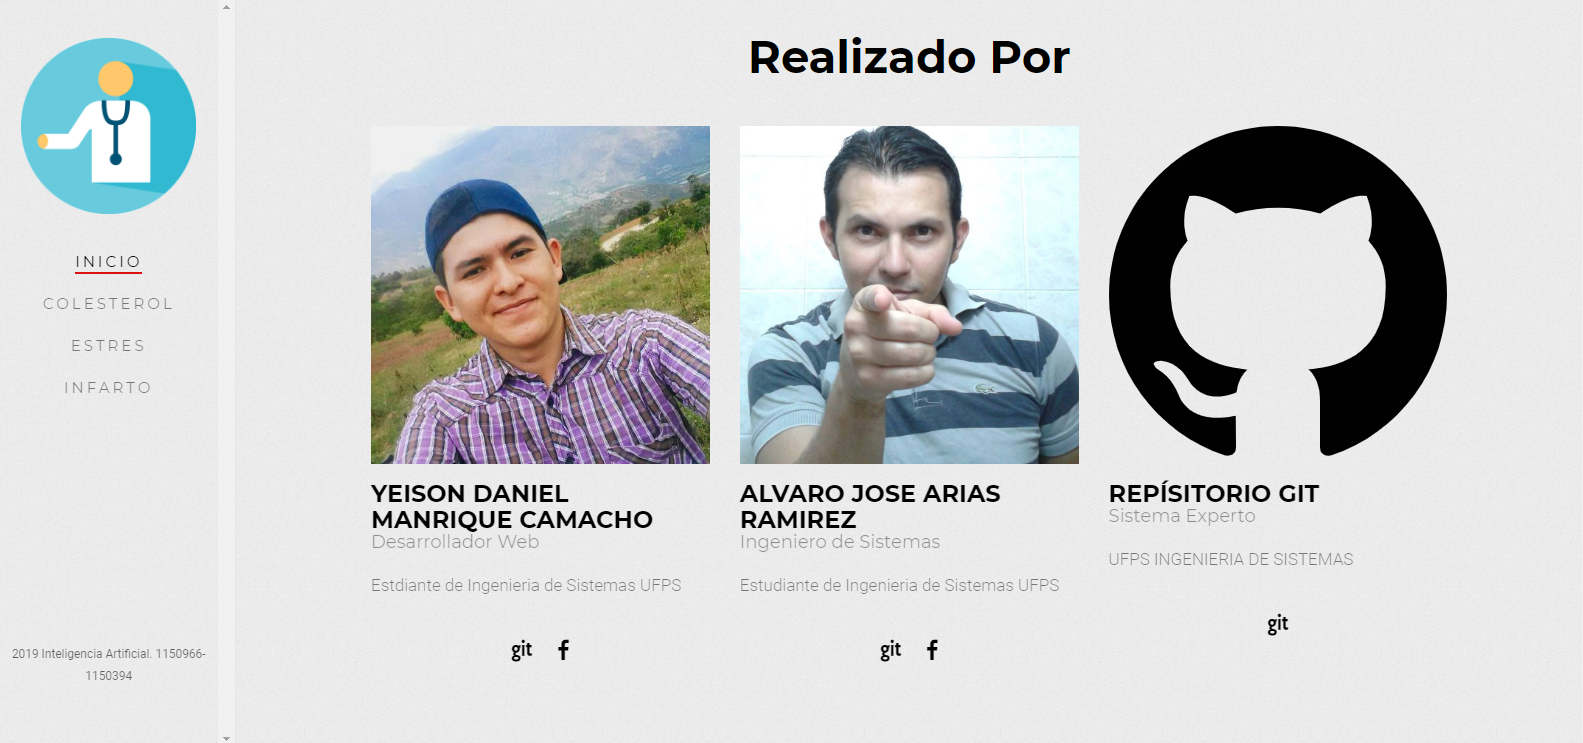 INICIO
COLESTEROL
ESTRES
INFARTO
2019 Inteligencia Artificial. 1150966-
1150394
Realizado Por
YEISON DANIEL
MANRIQUE CAMACHO
Desarrollador Web
Estdiante de Ingenieria de Sistemas UFPS
git f
ALVARO JOSE ARIAS
RAMIREZ
Ingeniero de Sistemas
Estudiante de Ingenieria de Sistemas UFPS
git f
REPÍSITORIO GIT
Sistema Experto
UFPS INGENIERIA DE SISTEMAS
git